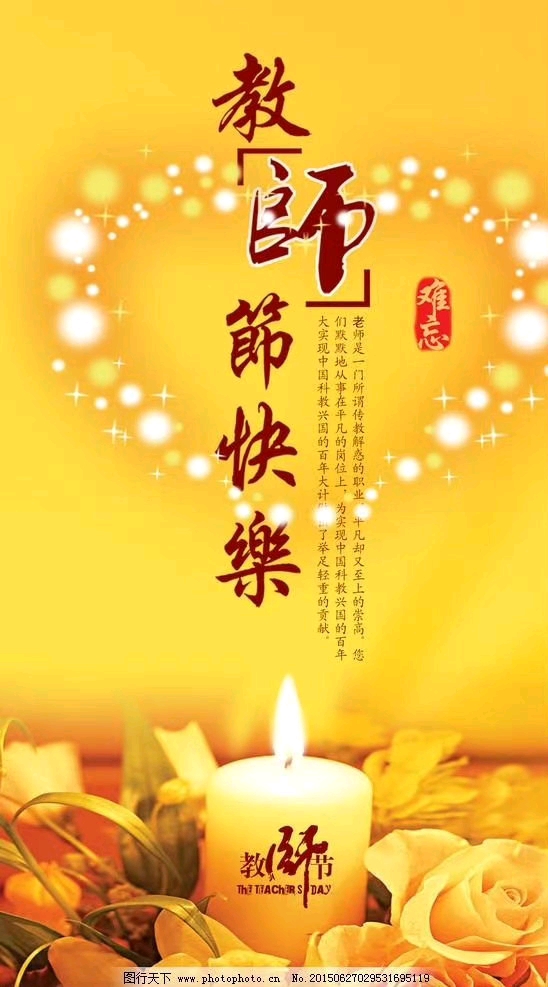 教「師」節快樂
难忘
老师是一门所谓传教解惑的职业
平凡却又至上的崇高。您
们默默地从事在平凡的岗位上，为实现中国科教兴国的百年
大实现中国科教兴国的百年大计
了举足轻重的贡献。
教师节
THE TEACHER'S DAY
图行天下 www.photophoto.cn No.20150627029531695119